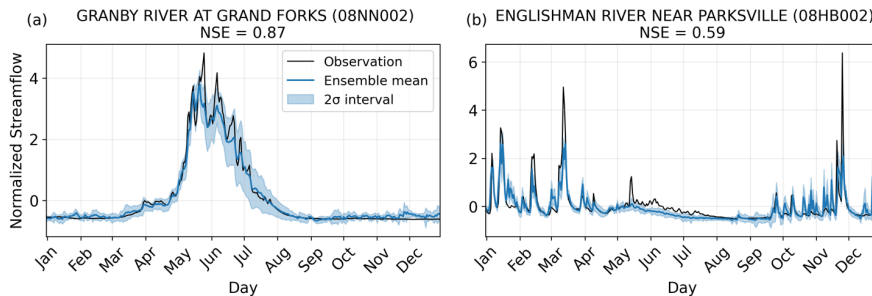 (a)
GRANBY RIVER AT GRAND FORKS (08NN002)
NSE = 0.87
Normalized Streamflow
4
2
0
Observation
Ensemble mean
2σ interval
Jan Feb Mar Apr May Jun Jul Aug Sep Oct Nov Dec
Day
(b)
ENGLISHMAN RIVER NEAR PARKSVILLE (08HB002)
NSE = 0.59
6
4
2
0
Jan Feb Mar Apr May Jun Jul Aug Sep Oct Nov Dec
Day